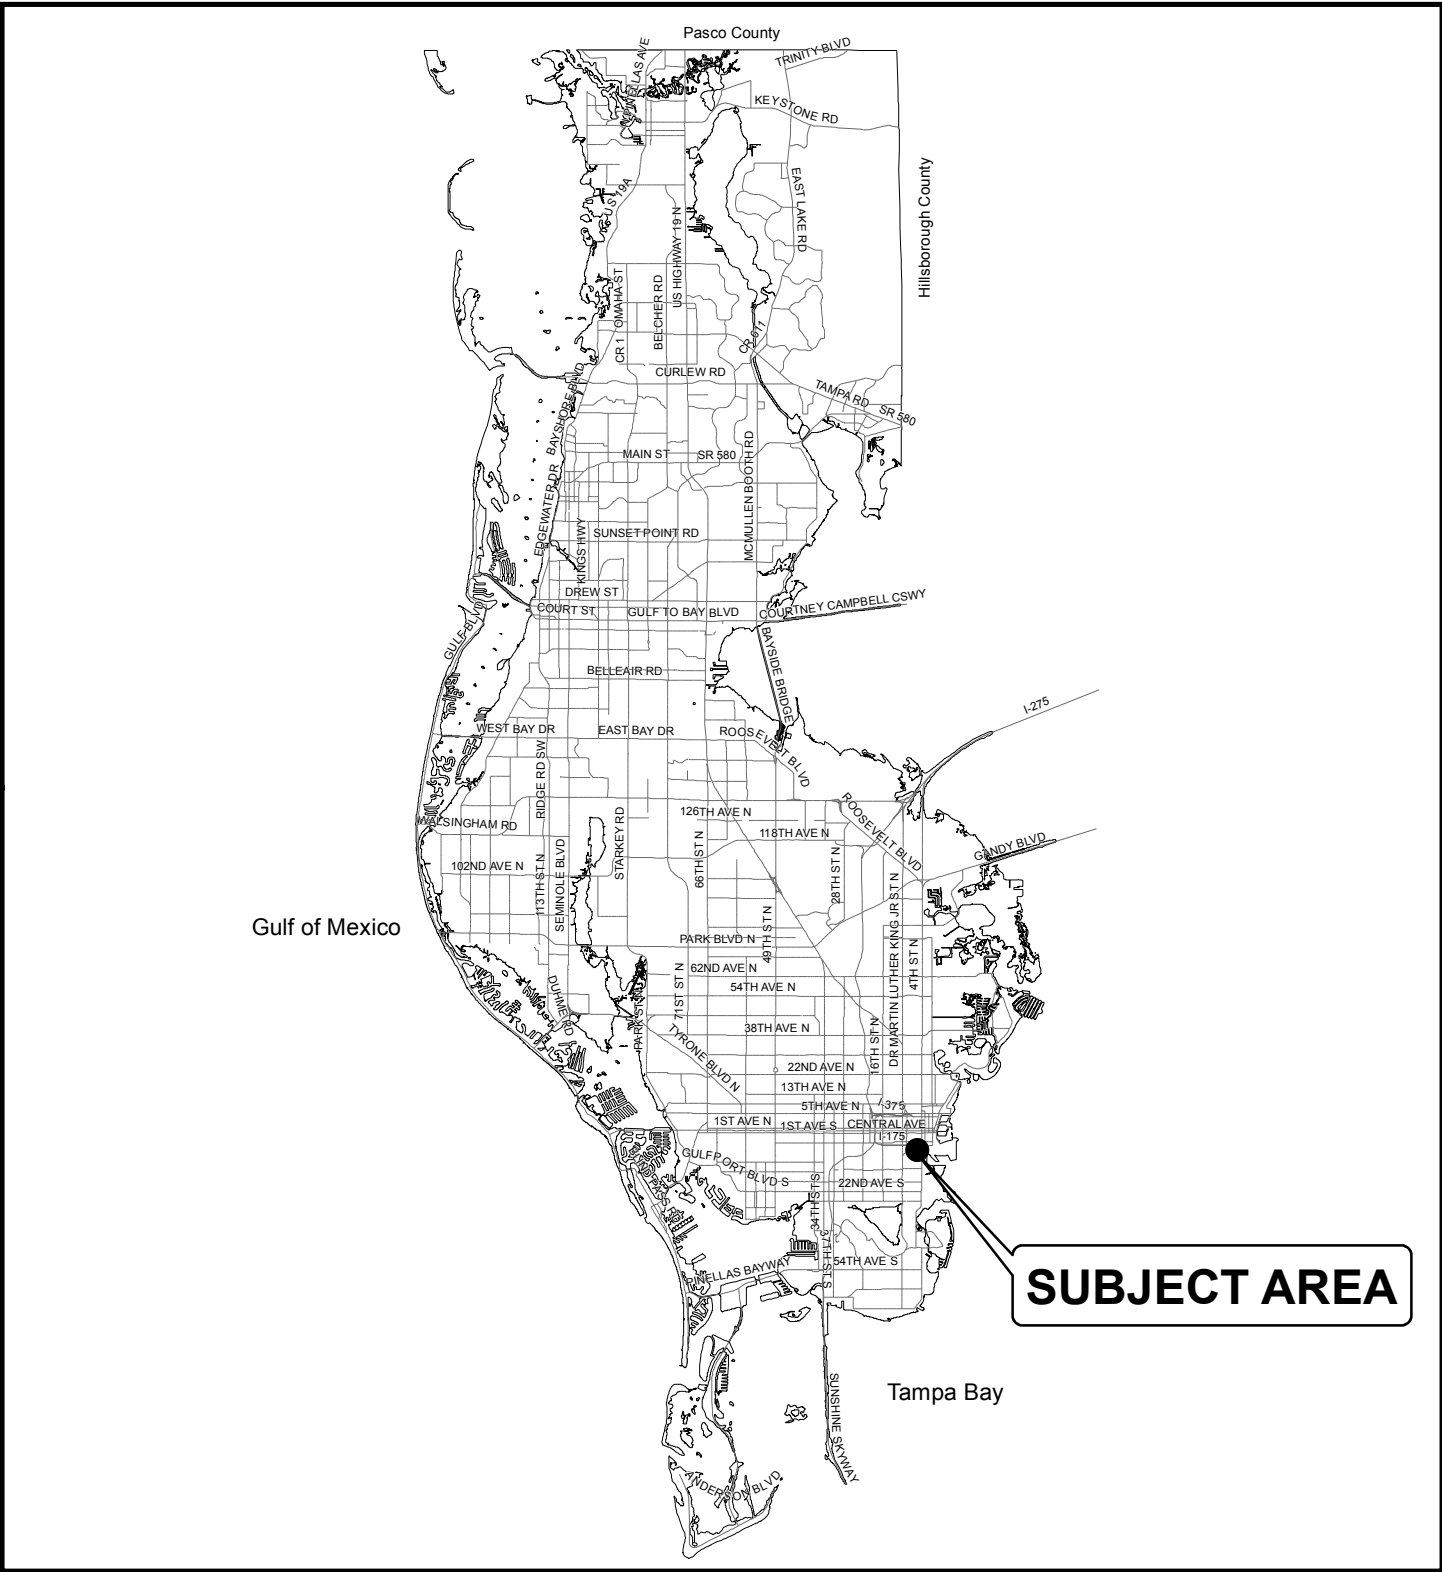 Pasco County
TRINITY BLVD
PINELLAS AVE
KEYSTONE RD
Hillsborough County
EAST LAKE RD
US 19A
US HIGHWAY 19 N
OMAHA ST
CR 1
BELCHER RD
CR 611
CURLEW RD
TAMPA RD
SR 580
BAYSHORE BLVD
EDGEWATER DR
MAIN ST
SR 580
MCMULLEN BOOTH RD
KINGS HWY
SUNSET POINT RD
DREW ST
COURT ST
GULF TO BAY BLVD
COURTNEY CAMPBELL CSWY
GULF BLVD
BAYSIDE BRIDGE
BELLEAIR RD
I-275
WEST BAY DR
EAST BAY DR
ROOSEVELT BLVD
RIDGE RD SW
WALSINGHAM RD
126TH AVE N
118TH AVE N
ROOSEVELT BLVD
GANDY BLVD
102ND AVE N
113TH ST N
SEMINOLE BLVD
STARKEY RD
66TH ST N
28TH ST N
DR MARTIN LUTHER KING JR ST N
4TH ST N
49TH ST N
Gulf of Mexico
PARK BLVD N
62ND AVE N
54TH AVE N
71ST ST N
DUHME RD
PARK ST N
38TH AVE N
TYRONE BLVD N
16TH ST N
22ND AVE N
13TH AVE N
5TH AVE N
I-375
1ST AVE N
1ST AVE S
CENTRAL AVE
I-175
GULFPORT BLVD S
22ND AVE S
34TH ST S
37TH ST S
54TH AVE S
PINELLAS BAYWAY
SUBJECT AREA
Tampa Bay
SUNSHINE SKYWAY
ANDERSON BLVD